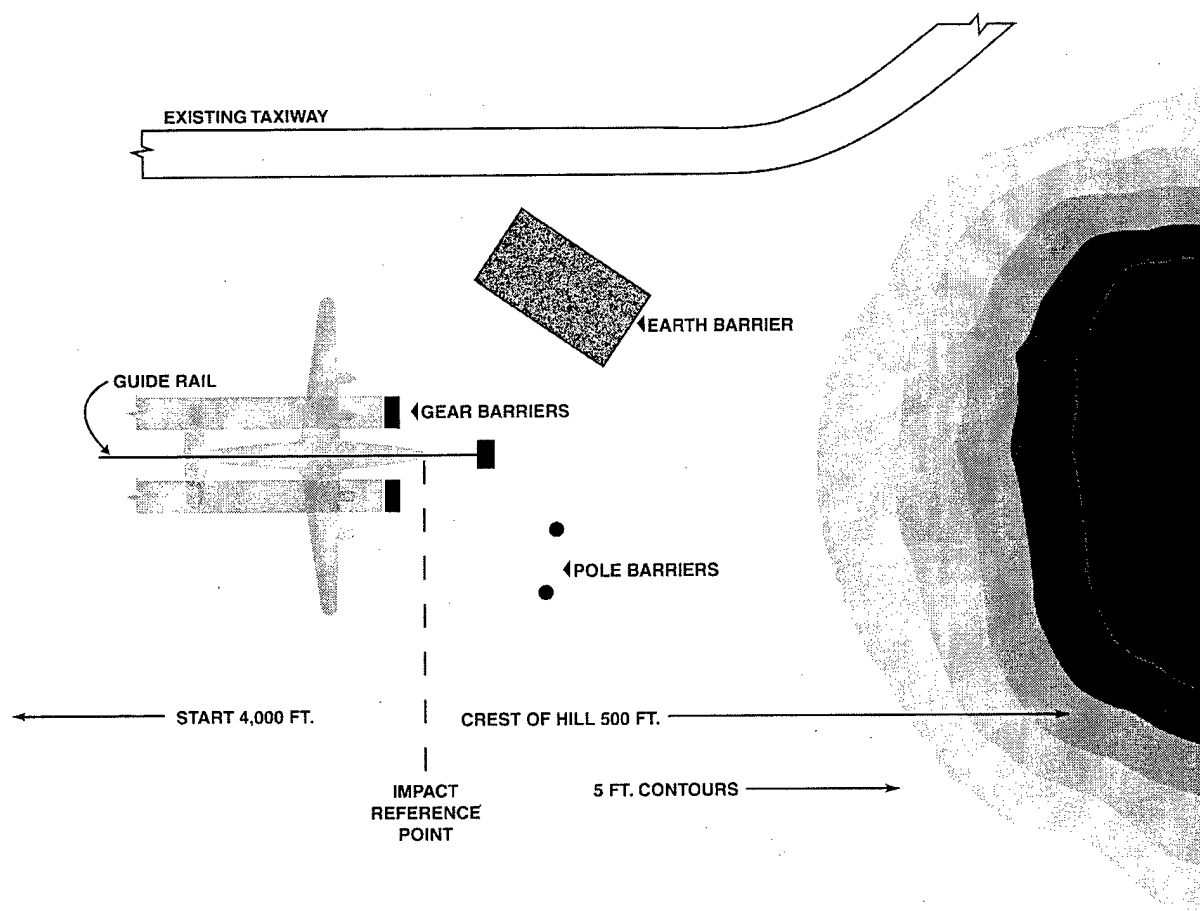 EXISTING TAXIWAY
EARTH BARRIER
GUIDE RAIL
GEAR BARRIERS
POLE BARRIERS
START 4,000 FT.
CREST OF HILL 500 FT.
5 FT. CONTOURS
IMPACT
REFERENCE
POINT